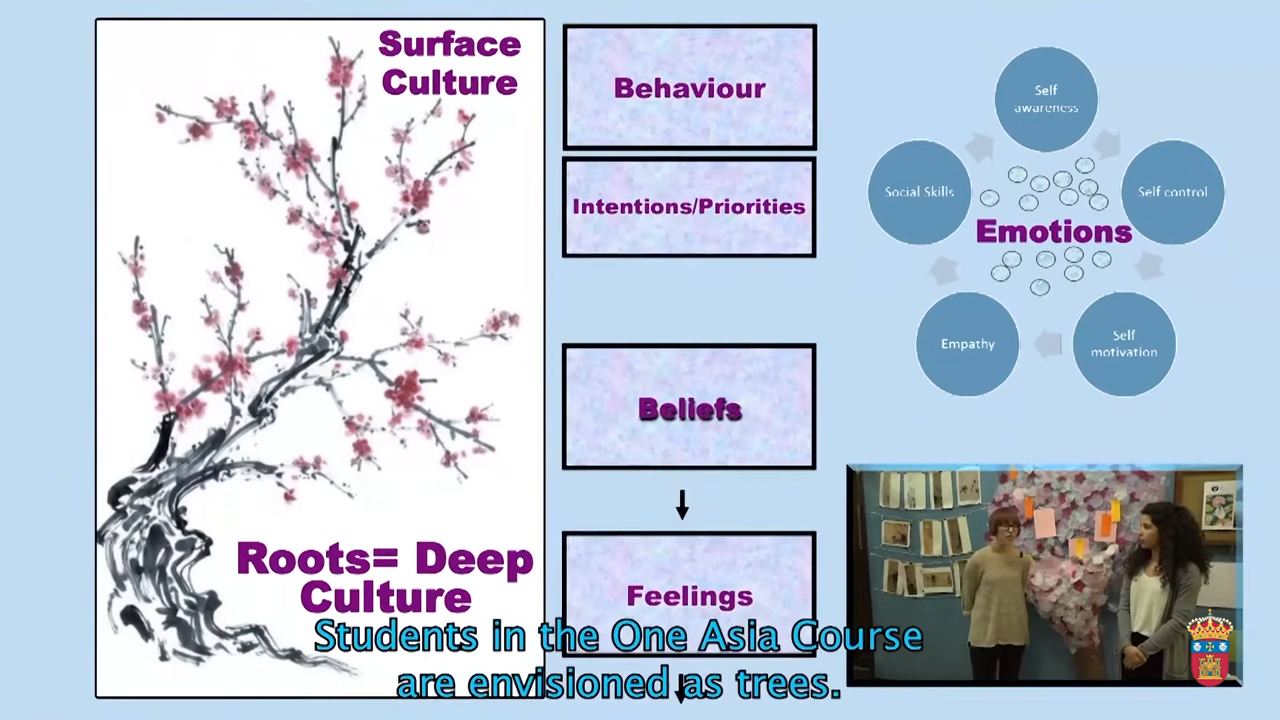 Surface
Culture
Roots= Deep
Culture
Behaviour
Intentions/Priorities
Beliefs
Feelings
Self
awareness
Self control
Self
motivation
Empathy
Social Skills
Emotions
Students in the One Asia Course
are envisioned as trees.